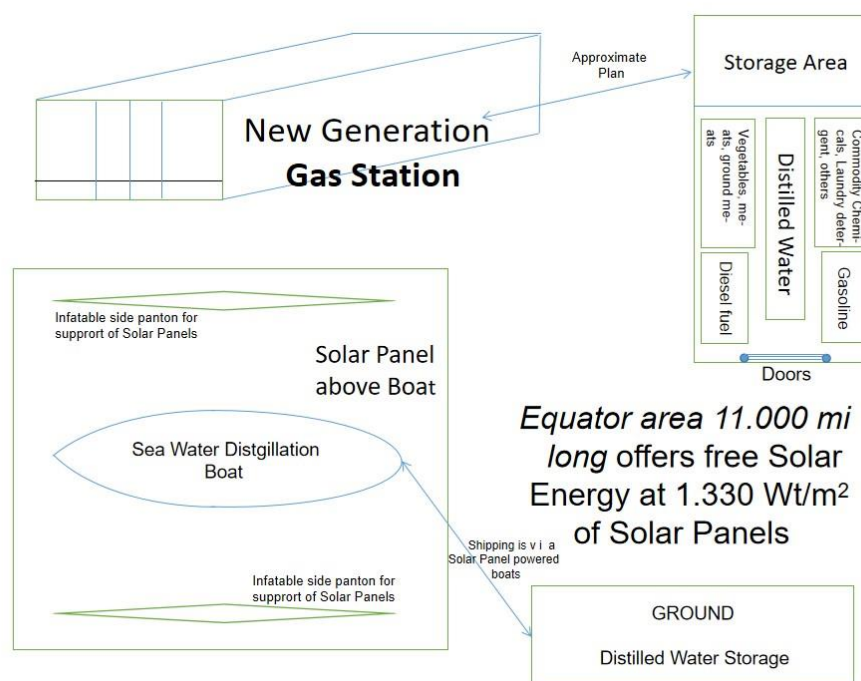 Approximate
Plan
Storage Area
New Generation
Gas Station
Vegetables, me-
ats, ground me-
ats
Distilled Water
Commodity Chemi-
cals, Laundry deter-
gent, others
Diesel fuel
Gasoline
Doors
Infatable side panton for
supprort of Solar Panels
Solar Panel
above Boat
Sea Water Distgillation
Boat
Infatable side panton for
supprort of Solar Panels
Equator area 11.000 mi
long offers free Solar
Energy at 1.330 Wt/m²
of Solar Panels
Shipping is v i a
Solar Panel powered
boats
GROUND
Distilled Water Storage